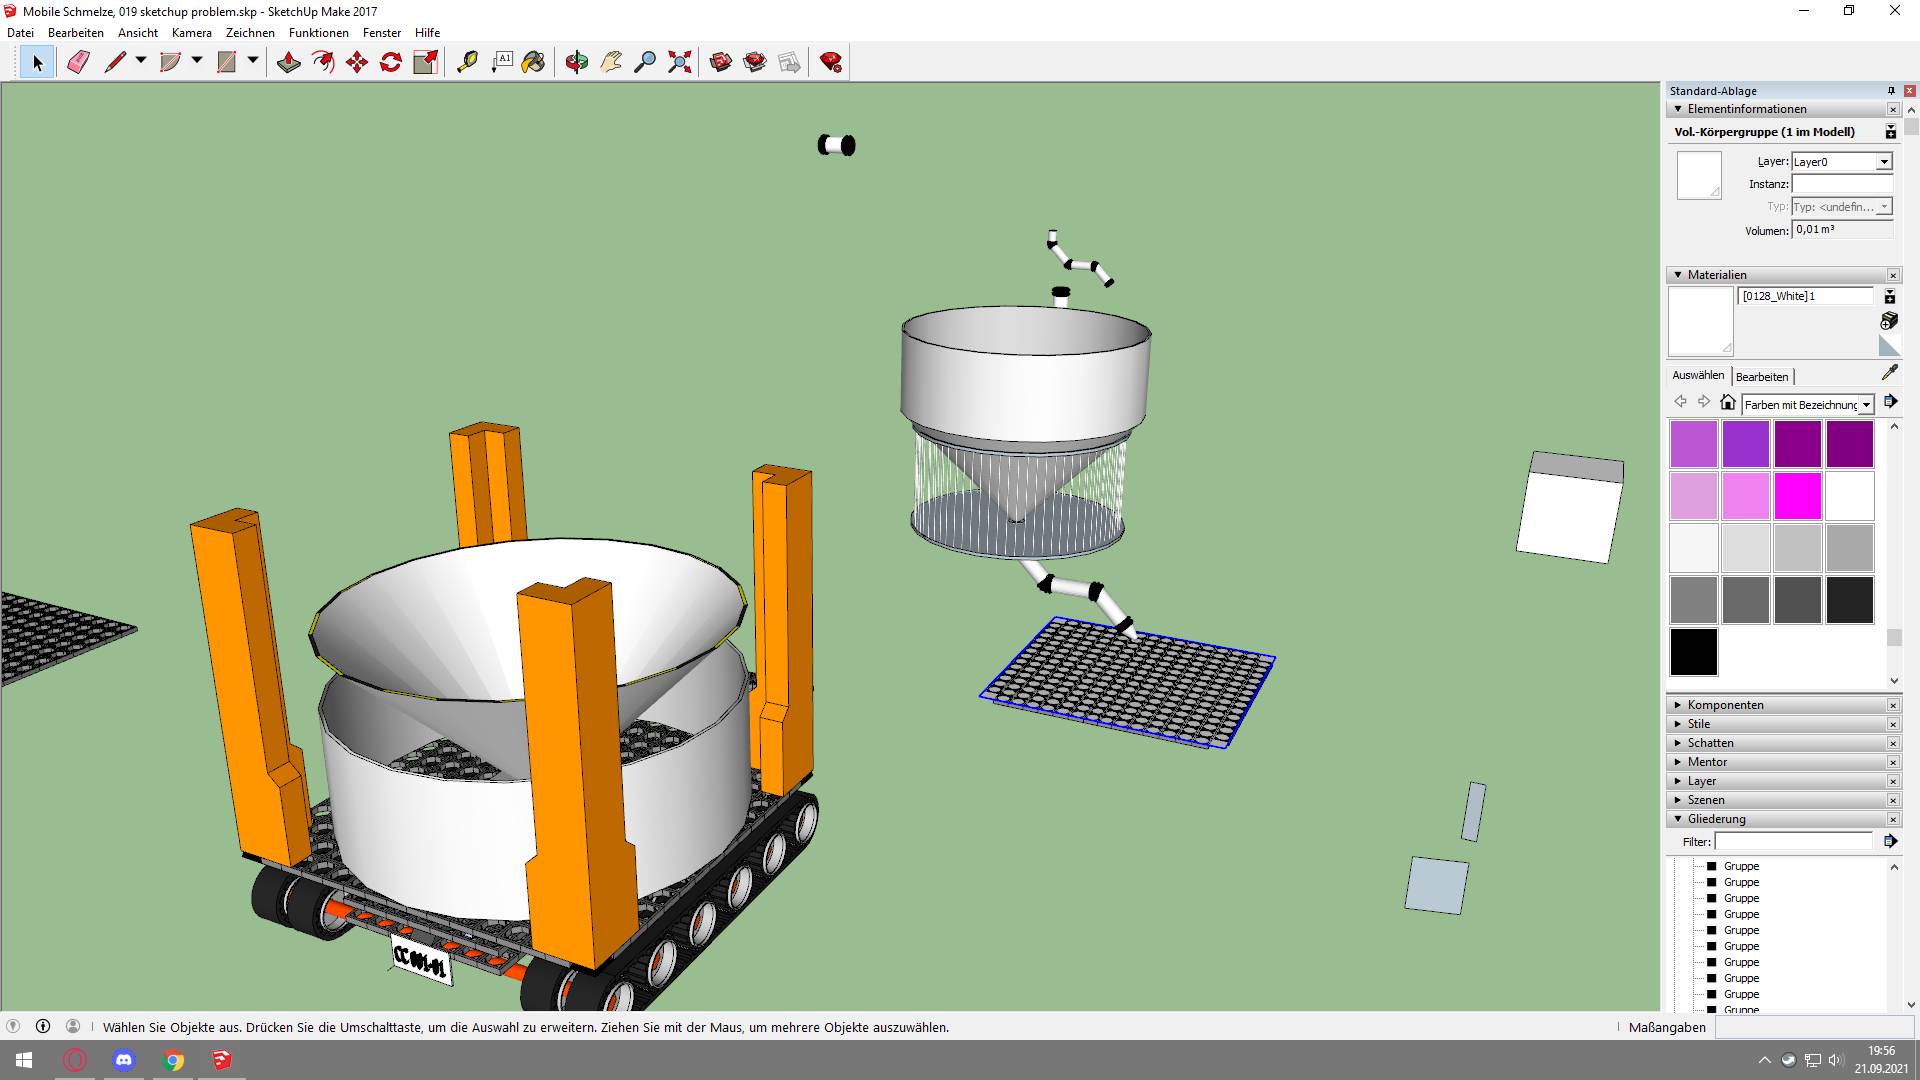 Mobile Schmelze, 019 sketchup problem.skp - SketchUp Make 2017
Datei Bearbeiten Ansicht Kamera Zeichnen Funktionen Fenster Hilfe
A1
Standard-Ablage
Elementinformationen
Vol.-Körpergruppe (1 im Modell)
Layer: Layer0
Instanz:
Typ: Typ: <undefin...
Volumen: 0,01 m³
Materialien
[0128_White]1
Auswählen Bearbeiten
Farben mit Bezeichnung
Komponenten
Stile
Schatten
Mentor
Layer
Szenen
Gliederung
Filter:
Gruppe
Gruppe
Gruppe
Gruppe
Gruppe
Gruppe
Gruppe
Gruppe
Gruppe
Gruppe
CC 001-01
Wählen Sie Objekte aus. Drücken Sie die Umschalttaste, um die Auswahl zu erweitern. Ziehen Sie mit der Maus, um mehrere Objekte auszuwählen.
Maßangaben
19:56
21.09.2021